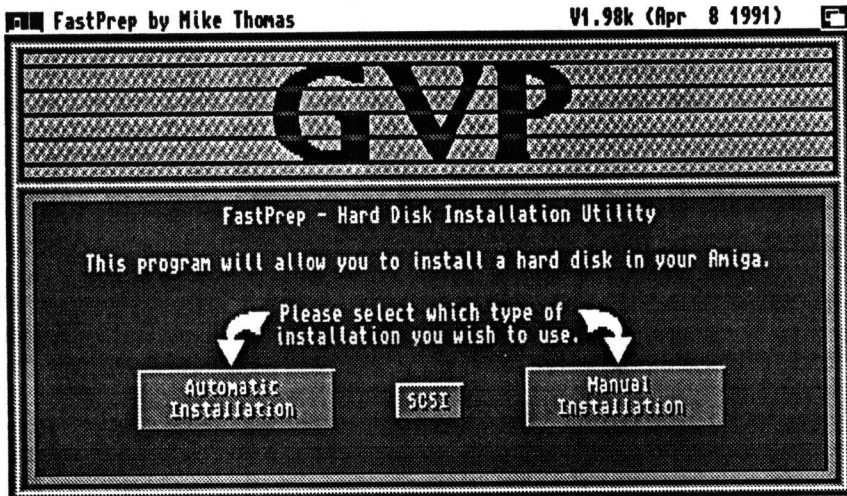 FastPrep by Mike Thomas V1.98k (Apr 8 1991)
GVP
FastPrep - Hard Disk Installation Utility
This program will allow you to install a hard disk in your Amiga.
Please select which type of
installation you wish to use.
Automatic
Installation
SCSI
Manual
Installation